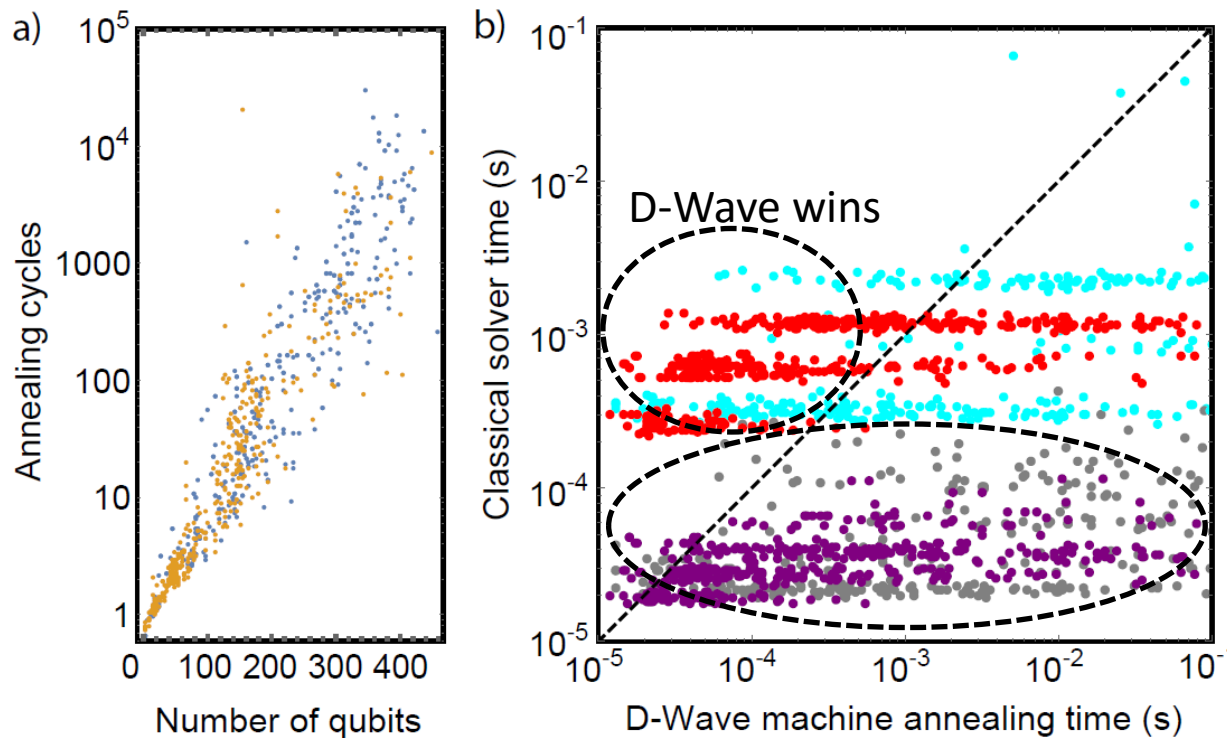 a)
10^5
10^4
1000
100
10
1
0 100 200 300 400
Annealing cycles
Number of qubits
b)
10^-1
10^-2
10^-3
10^-4
10^-5
10^-5 10^-4 10^-3 10^-2 10^-1
Classical solver time (s)
D-Wave machine annealing time (s)
D-Wave wins